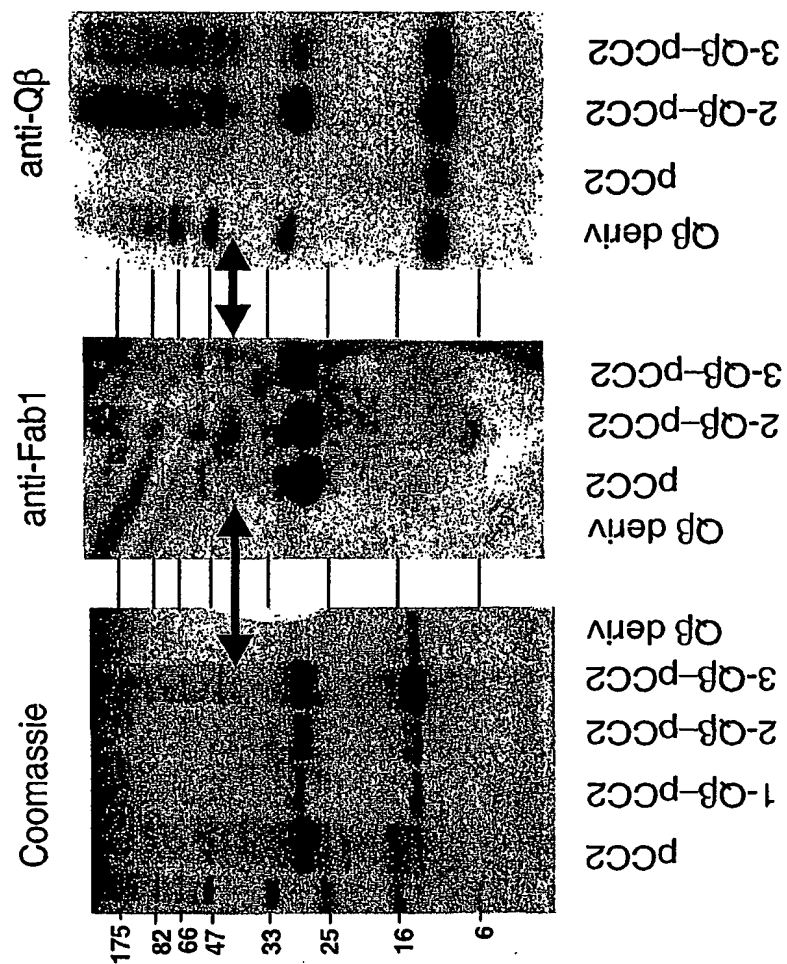 Coomassie
anti-Fab1
anti-Qβ
175
82
66
47
33
25
16
6
pCC2
1-Qβ–pCC2
2-Qβ–pCC2
3-Qβ–pCC2
Qβ deriv
Qβ deriv
pCC2
2-Qβ–pCC2
3-Qβ–pCC2
Qβ deriv
pCC2
2-Qβ–pCC2
3-Qβ–pCC2